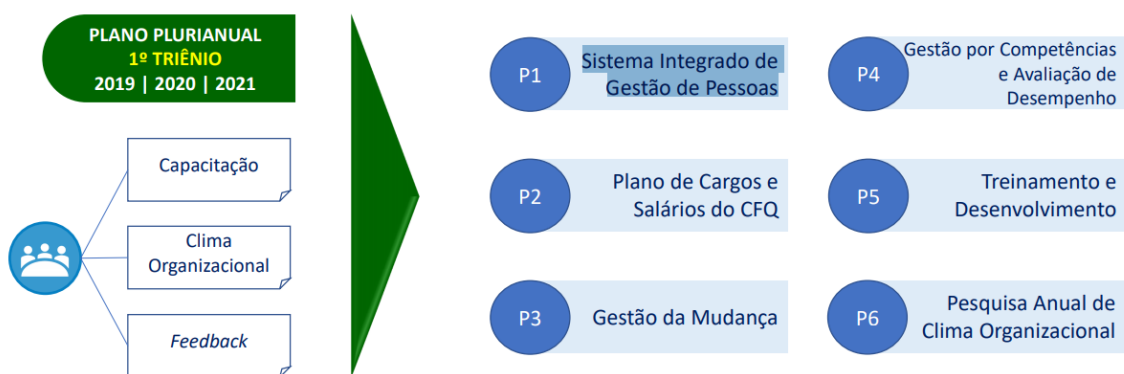 PLANO PLURIANUAL
1º TRIÊNIO
2019 | 2020 | 2021
Capacitação
Clima
Organizacional
Feedback
P1
Sistema Integrado de
Gestão de Pessoas
P2
Plano de Cargos e
Salários do CFQ
P3
Gestão da Mudança
P4
Gestão por Competências
e Avaliação de
Desempenho
P5
Treinamento e
Desenvolvimento
P6
Pesquisa Anual de
Clima Organizacional